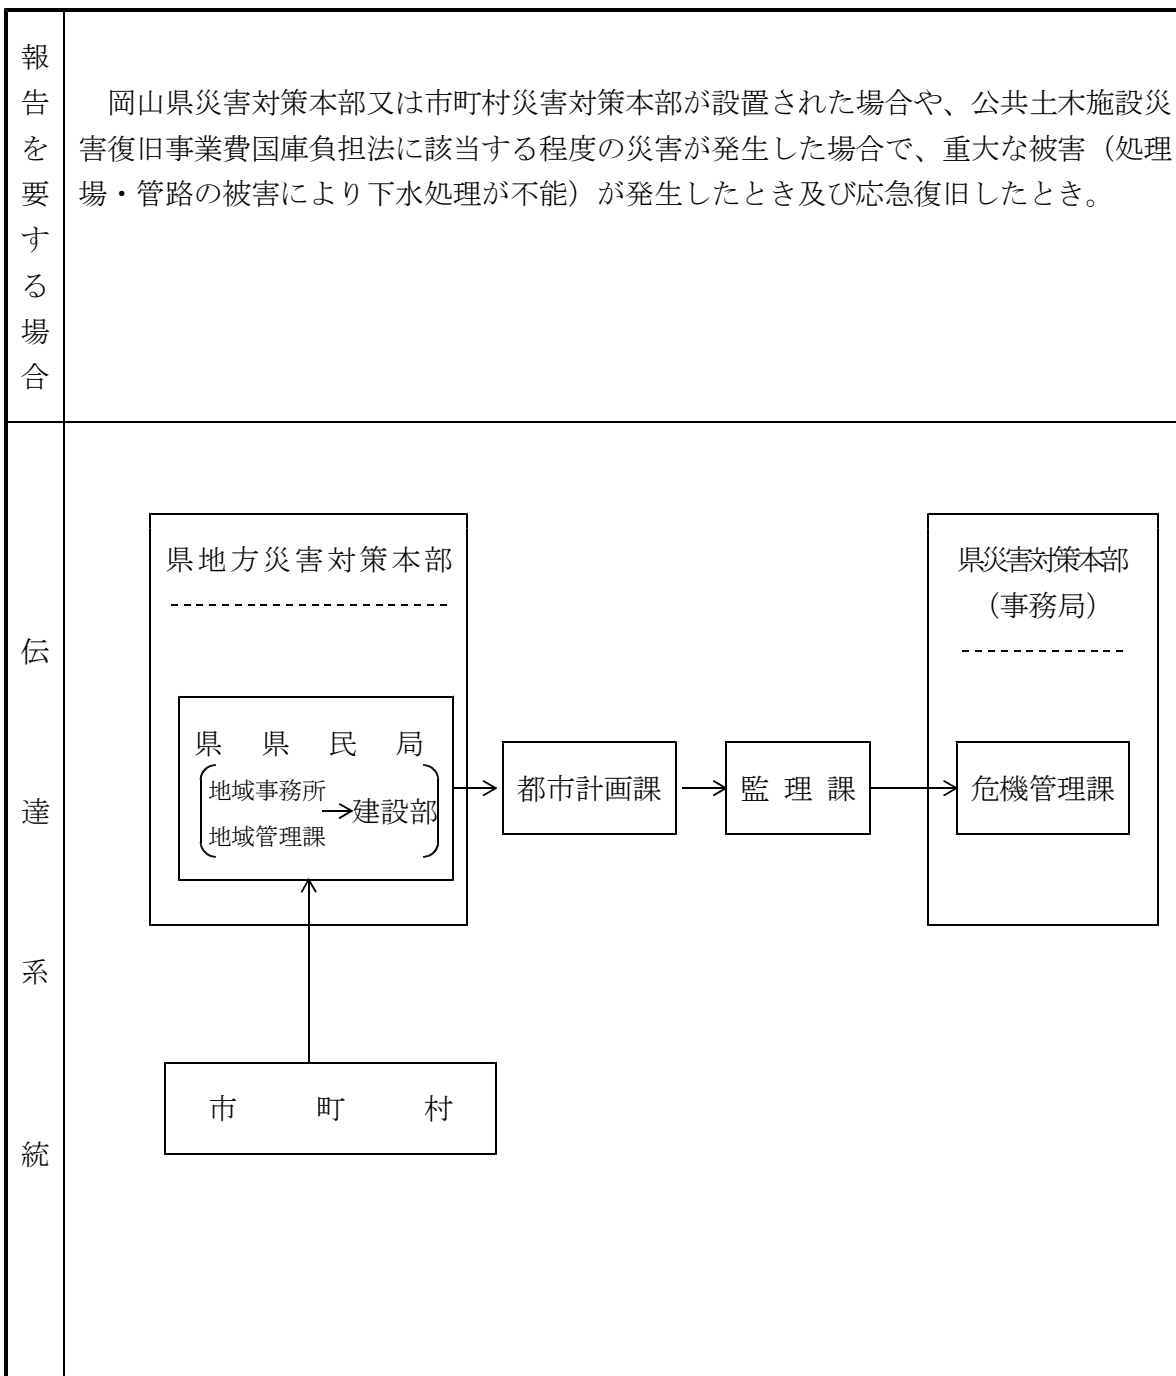 報告を要する場合
岡山県災害対策本部又は市町村災害対策本部が設置された場合や、公共土木施設災
害復旧事業費国庫負担法に該当する程度の災害が発生した場合で、重大な被害（処理
場・管路の被害により下水処理が不能）が発生したとき及び応急復旧したとき。
伝達系統
県地方災害対策本部
県県民局
地域事務所
地域管理課
建設部
都市計画課
監理課
県災害対策本部
（事務局）
危機管理課
市町村